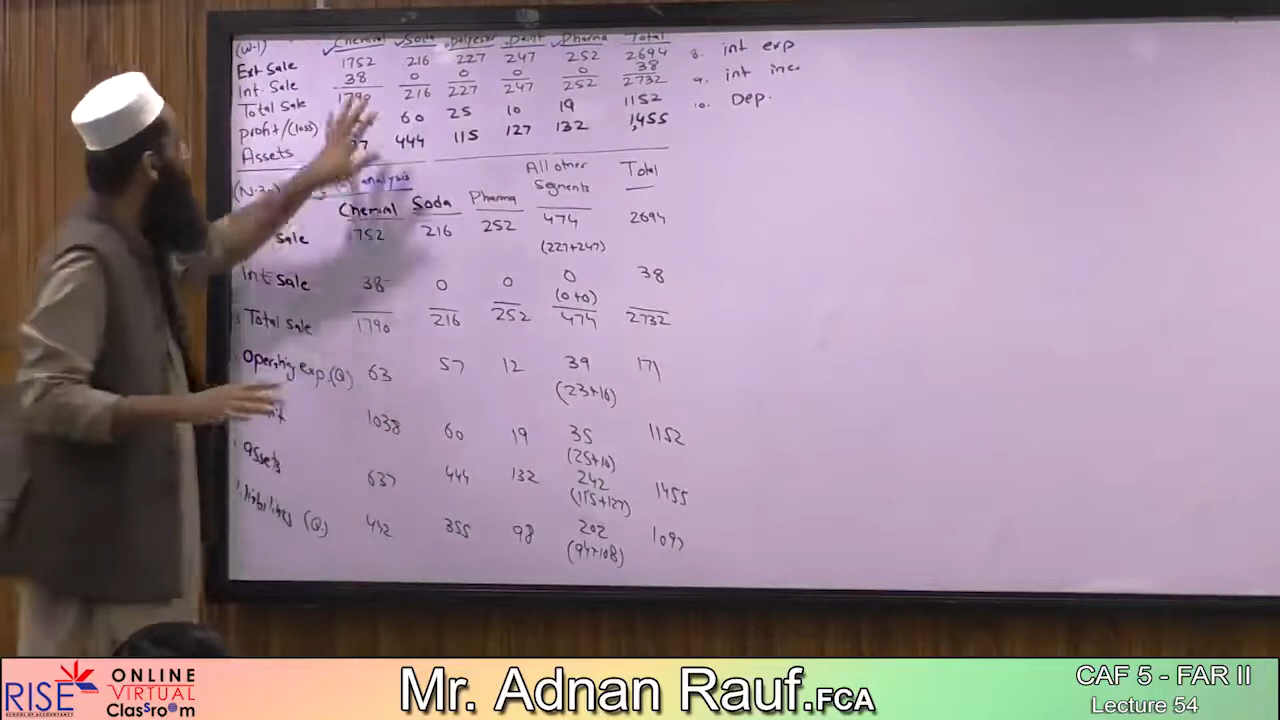 (W-1) Chemical Soda polyester paint Pharma Total
Ext Sale 1752 216 227 247 252 2694
Int. Sale 38 0 0 0 0 38
Total Sale 1790 216 227 247 252 2732
profit/(Loss) 60 25 10 19 1152
Assets 444 115 127 132 1,455
8. int exp
9. int inc
10. Dep.
analysis
Chemical Soda Pharma All other Segments Total
Sale 1752 216 252 474 2694
(227+247)
Int Sale 38 0 0 0 38
(0+0)
Total Sale 1790 216 252 474 2732
Operating exp.(Q) 63 57 12 39 171
(23+16)
1038 60 19 35 1152
(25+10)
assets 637 444 132 242 1455
(115+127)
liabilities (Q) 442 355 98 202 1097
(94+108)
RISE
SCHOOL OF ACCOUNTANCY
ONLINE
VIRTUAL
Classroom
Mr. Adnan Rauf.FCA
CAF 5 - FAR II
Lecture 54